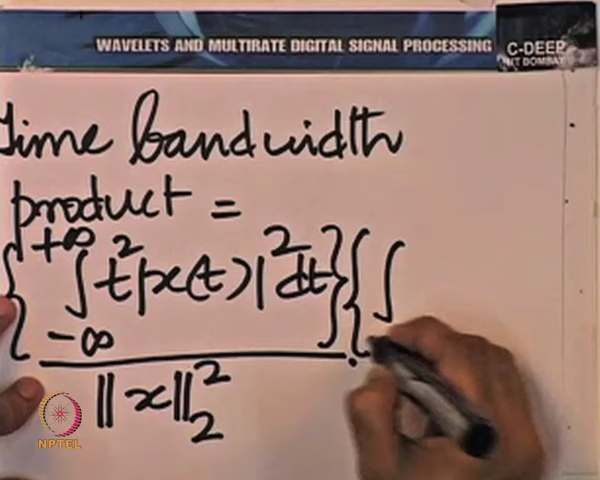 WAVELETS AND MULTIRATE DIGITAL SIGNAL PROCESSING
C-DEEP
IIT BOMBAY
Time bandwidth
product =
{ +∞ ∫ -∞ t² |x(t)|² dt } { ∫
‖x‖₂²
NPTEL